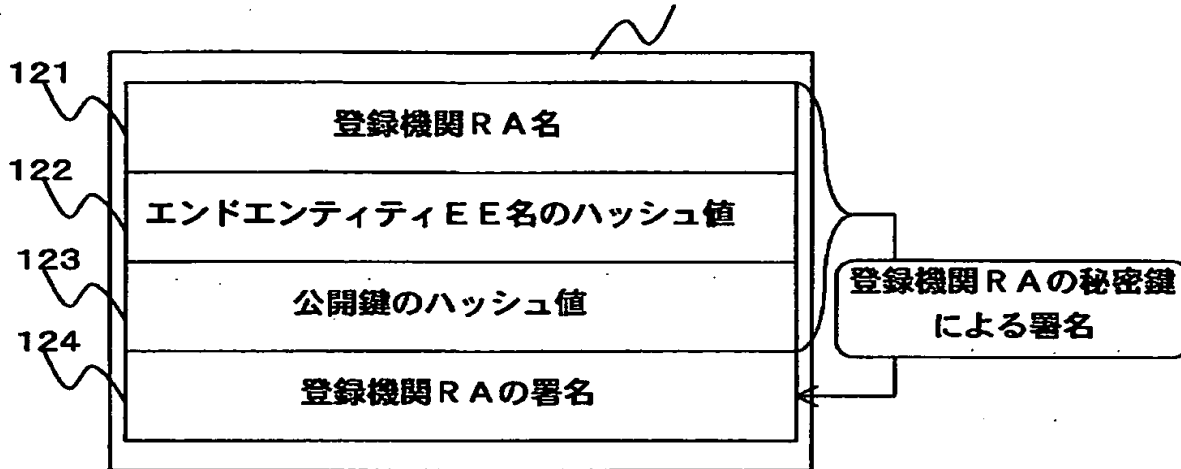 121
登録機関RA名
122
エンドエンティティEE名のハッシュ値
123
公開鍵のハッシュ値
124
登録機関RAの署名
登録機関RAの秘密鍵
による署名